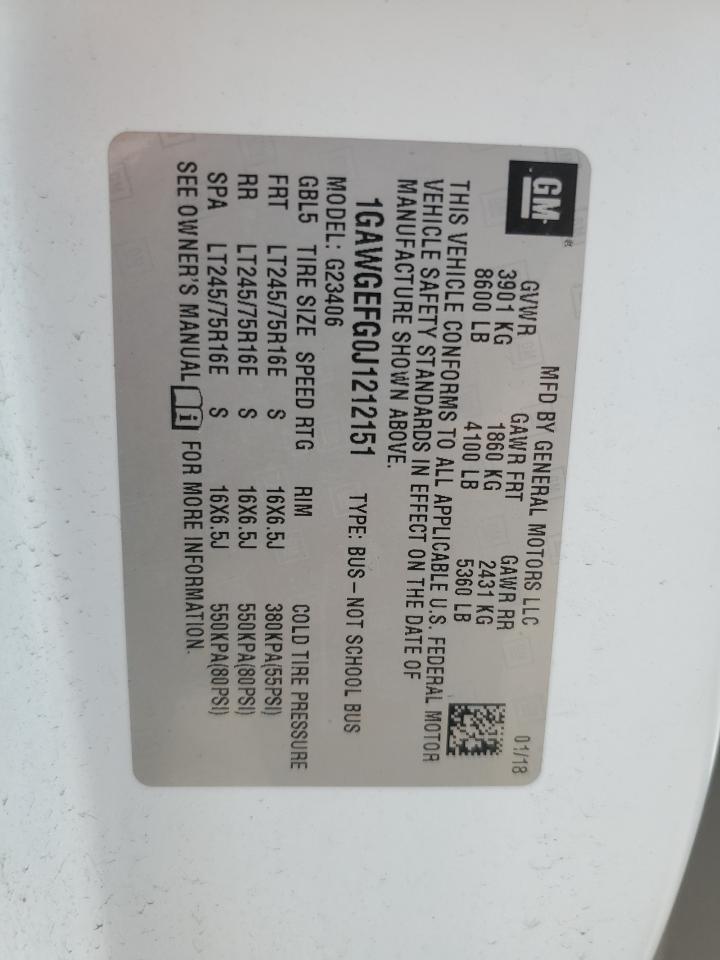 GM
MFD BY GENERAL MOTORS LLC 01/18
GVWR GAWR FRT GAWR RR
3901 KG 1860 KG 2431 KG
8600 LB 4100 LB 5360 LB
THIS VEHICLE CONFORMS TO ALL APPLICABLE U.S. FEDERAL MOTOR
VEHICLE SAFETY STANDARDS IN EFFECT ON THE DATE OF
MANUFACTURE SHOWN ABOVE.
1GAWGEFG0J1212151 TYPE: BUS-NOT SCHOOL BUS
MODEL: G23406
GBL5 TIRE SIZE SPEED RTG RIM COLD TIRE PRESSURE
FRT LT245/75R16E S 16X6.5J 380KPA(55PSI)
RR LT245/75R16E S 16X6.5J 550KPA(80PSI)
SPA LT245/75R16E S 16X6.5J 550KPA(80PSI)
SEE OWNER'S MANUAL i FOR MORE INFORMATION.